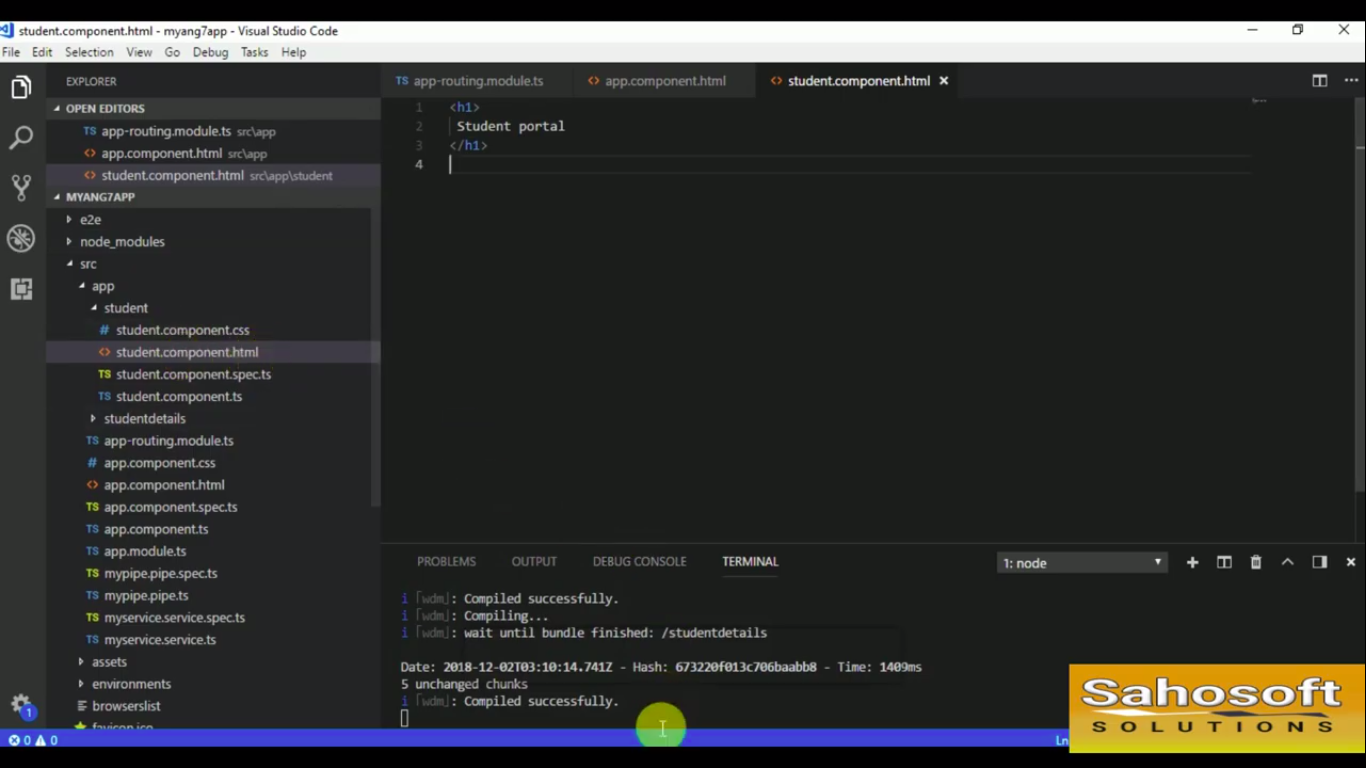 student.component.html - myang7app - Visual Studio Code
File Edit Selection View Go Debug Tasks Help
EXPLORER
OPEN EDITORS
TS app-routing.module.ts src\app
<> app.component.html src\app
<> student.component.html src\app\student
MYANG7APP
e2e
node_modules
src
app
student
# student.component.css
<> student.component.html
TS student.component.spec.ts
TS student.component.ts
studentdetails
TS app-routing.module.ts
# app.component.css
<> app.component.html
TS app.component.spec.ts
TS app.component.ts
TS app.module.ts
TS mypipe.pipe.spec.ts
TS mypipe.pipe.ts
TS myservice.service.spec.ts
TS myservice.service.ts
assets
environments
browserslist
favicon.ico
TS app-routing.module.ts <> app.component.html <> student.component.html ×
1 <h1>
2 Student portal
3 </h1>
4
PROBLEMS OUTPUT DEBUG CONSOLE TERMINAL 1: node
i ｢wdm｣: Compiled successfully.
i ｢wdm｣: Compiling...
i ｢wdm｣: wait until bundle finished: /studentdetails
Date: 2018-12-02T03:10:14.741Z - Hash: 673220f013c706baabb8 - Time: 1409ms
5 unchanged chunks
i ｢wdm｣: Compiled successfully.
1
0 0
Ln
Sahosoft
SOLUTIONS